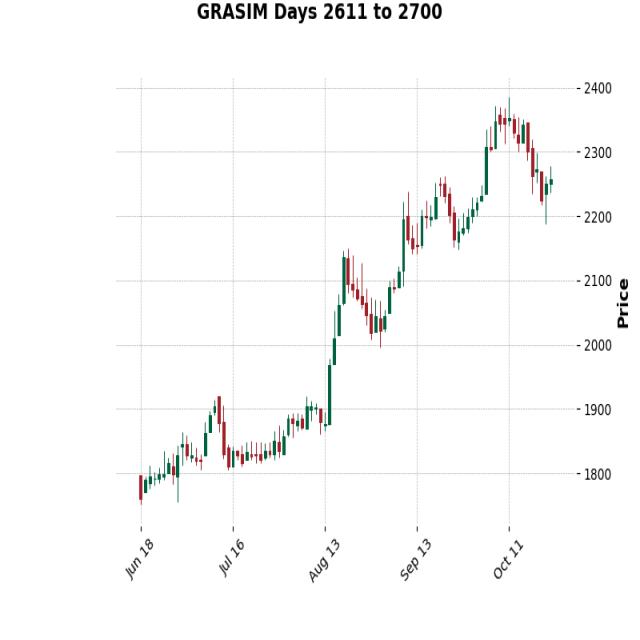 GRASIM Days 2611 to 2700
2400
2300
2200
2100
2000
1900
1800
Price
Jun 18
Jul 16
Aug 13
Sep 13
Oct 11